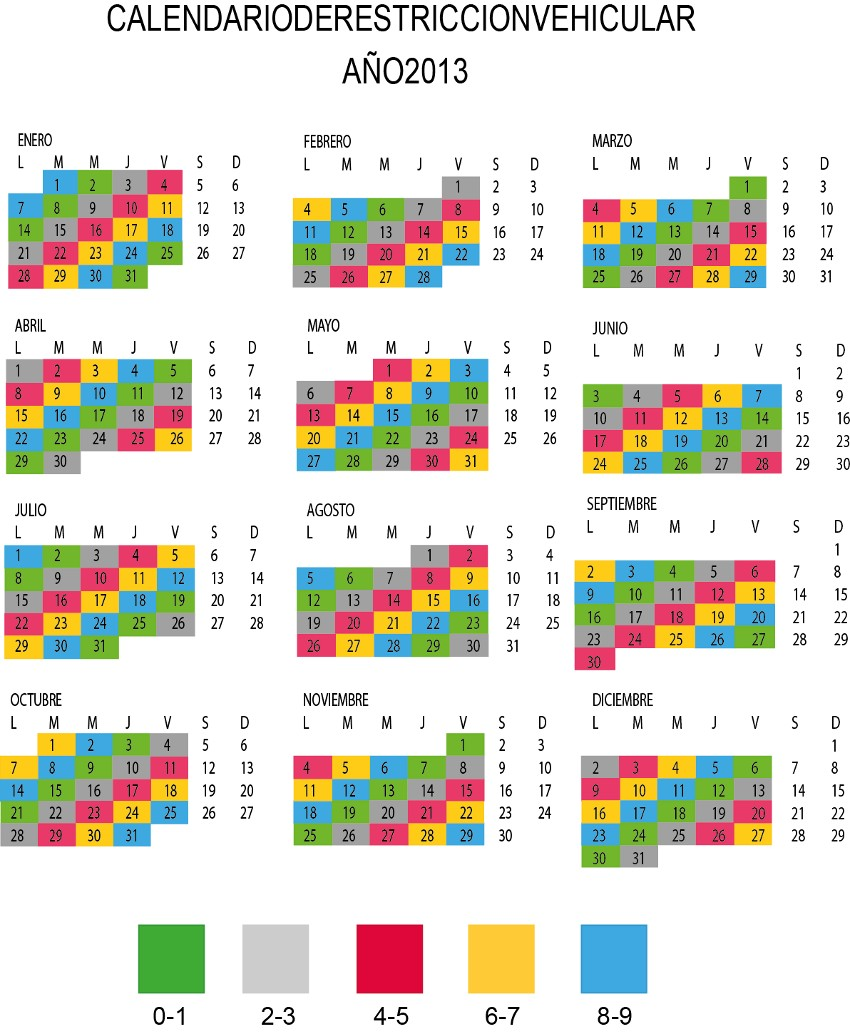 CALENDARIODERESTRICCIONVEHICULAR
AÑO2013
ENERO
L M M J V S D
1 2 3 4 5 6
7 8 9 10 11 12 13
14 15 16 17 18 19 20
21 22 23 24 25 26 27
28 29 30 31
FEBRERO
L M M J V S D
1 2 3
4 5 6 7 8 9 10
11 12 13 14 15 16 17
18 19 20 21 22 23 24
25 26 27 28
MARZO
L M M J V S D
1 2 3
4 5 6 7 8 9 10
11 12 13 14 15 16 17
18 19 20 21 22 23 24
25 26 27 28 29 30 31
ABRIL
L M M J V S D
1 2 3 4 5 6 7
8 9 10 11 12 13 14
15 16 17 18 19 20 21
22 23 24 25 26 27 28
29 30
MAYO
L M M J V S D
1 2 3 4 5
6 7 8 9 10 11 12
13 14 15 16 17 18 19
20 21 22 23 24 25 26
27 28 29 30 31
JUNIO
L M M J V S D
1 2
3 4 5 6 7 8 9
10 11 12 13 14 15 16
17 18 19 20 21 22 23
24 25 26 27 28 29 30
JULIO
L M M J V S D
1 2 3 4 5 6 7
8 9 10 11 12 13 14
15 16 17 18 19 20 21
22 23 24 25 26 27 28
29 30 31
AGOSTO
L M M J V S D
1 2 3 4
5 6 7 8 9 10 11
12 13 14 15 16 17 18
19 20 21 22 23 24 25
26 27 28 29 30 31
SEPTIEMBRE
L M M J V S D
1
2 3 4 5 6 7 8
9 10 11 12 13 14 15
16 17 18 19 20 21 22
23 24 25 26 27 28 29
30
OCTUBRE
L M M J V S D
1 2 3 4 5 6
7 8 9 10 11 12 13
14 15 16 17 18 19 20
21 22 23 24 25 26 27
28 29 30 31
NOVIEMBRE
L M M J V S D
1 2 3
4 5 6 7 8 9 10
11 12 13 14 15 16 17
18 19 20 21 22 23 24
25 26 27 28 29 30
DICIEMBRE
L M M J V S D
1
2 3 4 5 6 7 8
9 10 11 12 13 14 15
16 17 18 19 20 21 22
23 24 25 26 27 28 29
30 31
0-1 2-3 4-5 6-7 8-9